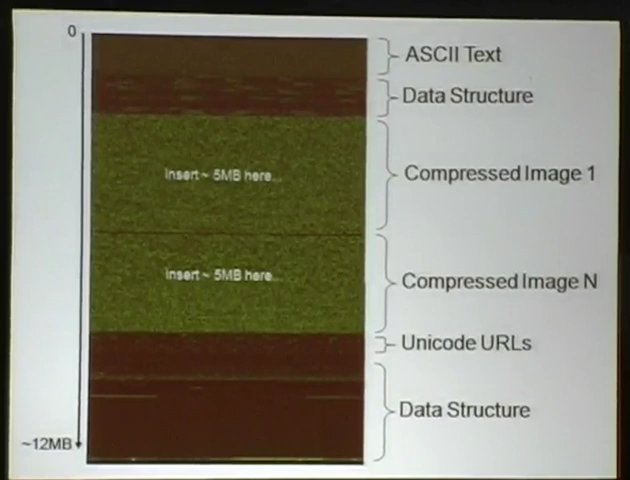 0
ASCII Text
Data Structure
Insert ~ 5MB here...
Compressed Image 1
Insert ~ 5MB here...
Compressed Image N
Unicode URLs
Data Structure
~12MB